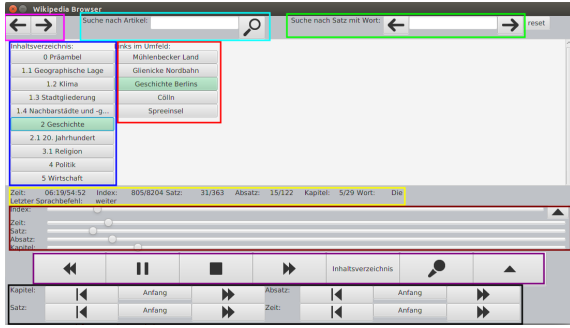 Wikipedia Browser
Suche nach Artikel: Suche nach Satz mit Wort: reset
Inhaltsverzeichnis: Links im Umfeld:
0 Präambel Mühlenbecker Land
1.1 Geographische Lage Glienicke Nordbahn
1.2 Klima Geschichte Berlins
1.3 Stadtgliederung Cölln
1.4 Nachbarstädte und -g... Spreeinsel
2 Geschichte
2.1 20. Jahrhundert
3.1 Religion
4 Politik
5 Wirtschaft
Zeit: 06:19/54:52 Index: 805/8204 Satz: 31/363 Absatz: 15/122 Kapitel: 5/29 Wort: Die
Letzter Sprachbefehl: weiter
Index:
Zeit:
Satz:
Absatz:
Kapitel:
Inhaltsverzeichnis
Kapitel: Anfang Absatz: Anfang
Satz: Anfang Zeit: Anfang